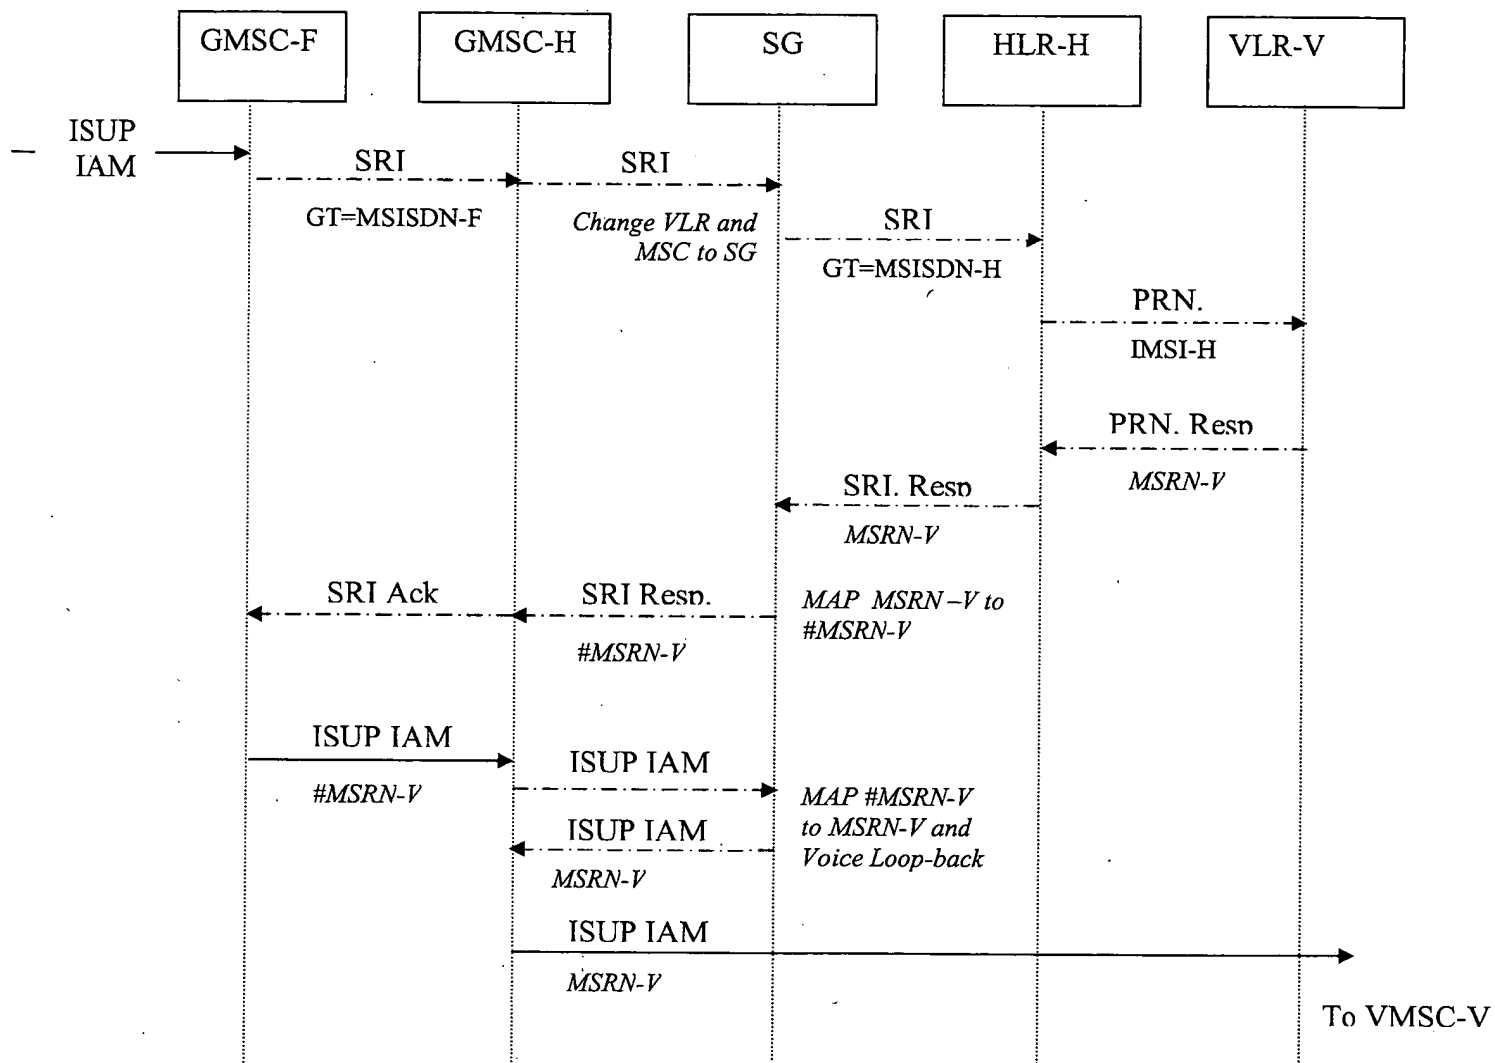 GMSC-F
GMSC-H
SG
HLR-H
VLR-V
ISUP
IAM
SRI
GT=MSISDN-F
SRI
Change VLR and
MSC to SG
SRI
GT=MSISDN-H
PRN.
IMSI-H
PRN. Resp
MSRN-V
SRI. Resp
MSRN-V
SRI Ack
SRI Resp.
#MSRN-V
MAP MSRN –V to
#MSRN-V
ISUP IAM
#MSRN-V
ISUP IAM
MAP #MSRN-V
to MSRN-V and
Voice Loop-back
ISUP IAM
MSRN-V
ISUP IAM
MSRN-V
To VMSC-V